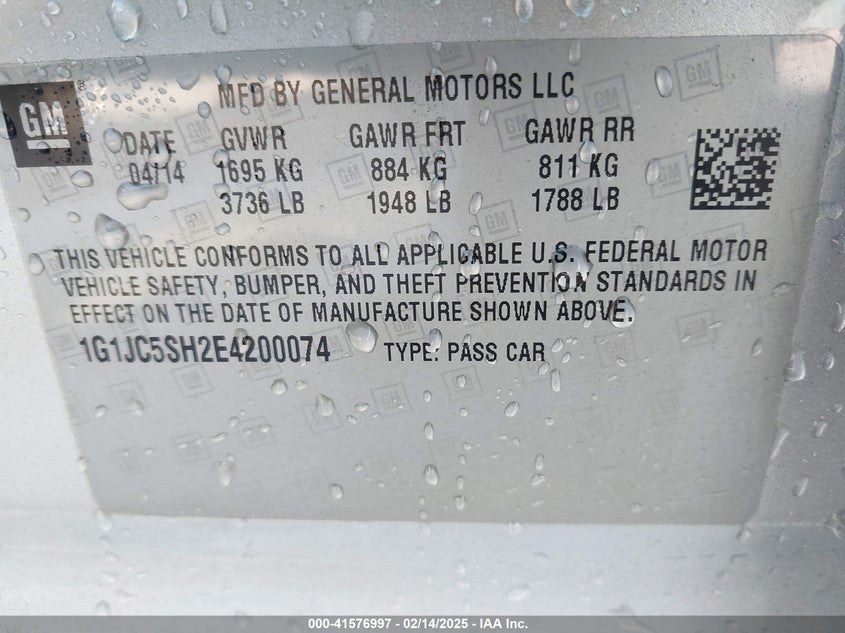 GM
MFD BY GENERAL MOTORS LLC
DATE GVWR GAWR FRT GAWR RR
04/14 1695 KG 884 KG 811 KG
3736 LB 1948 LB 1788 LB
THIS VEHICLE CONFORMS TO ALL APPLICABLE U.S. FEDERAL MOTOR
VEHICLE SAFETY, BUMPER, AND THEFT PREVENTION STANDARDS IN
EFFECT ON THE DATE OF MANUFACTURE SHOWN ABOVE.
1G1JC5SH2E4200074 TYPE: PASS CAR
000-41576997 - 02/14/2025 - IAA Inc.